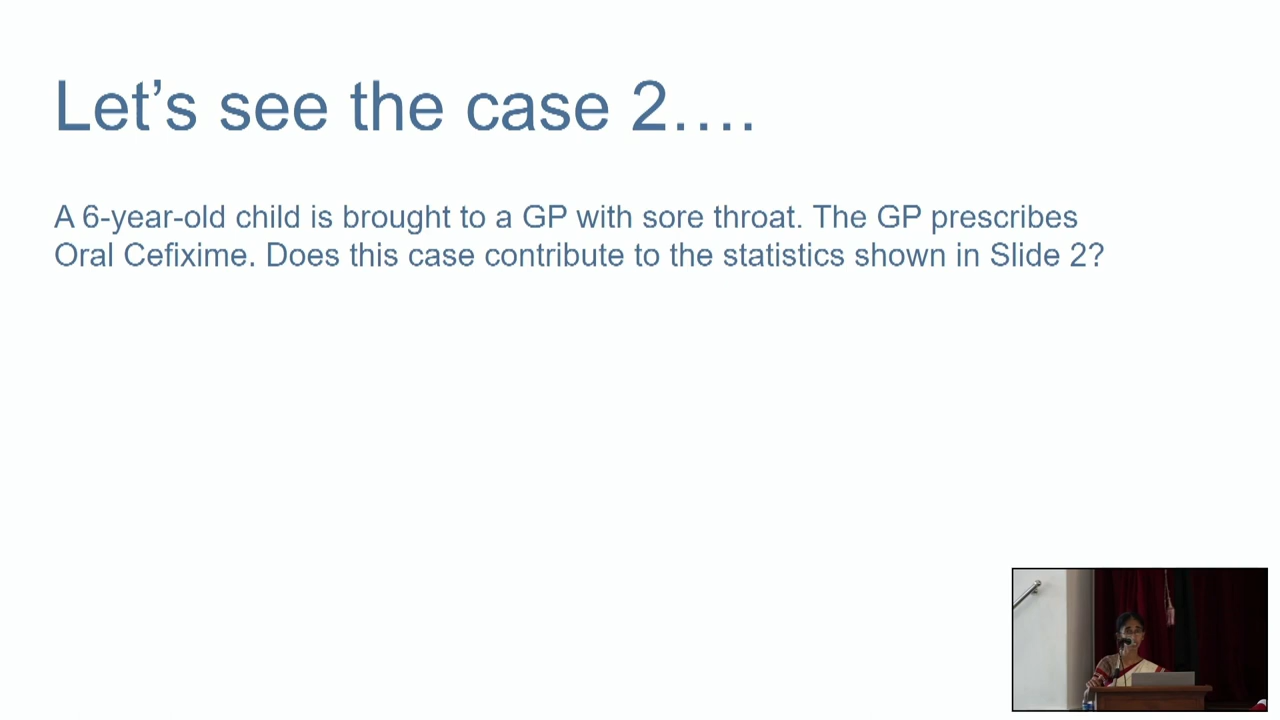 Let’s see the case 2….
A 6-year-old child is brought to a GP with sore throat. The GP prescribes
Oral Cefixime. Does this case contribute to the statistics shown in Slide 2?